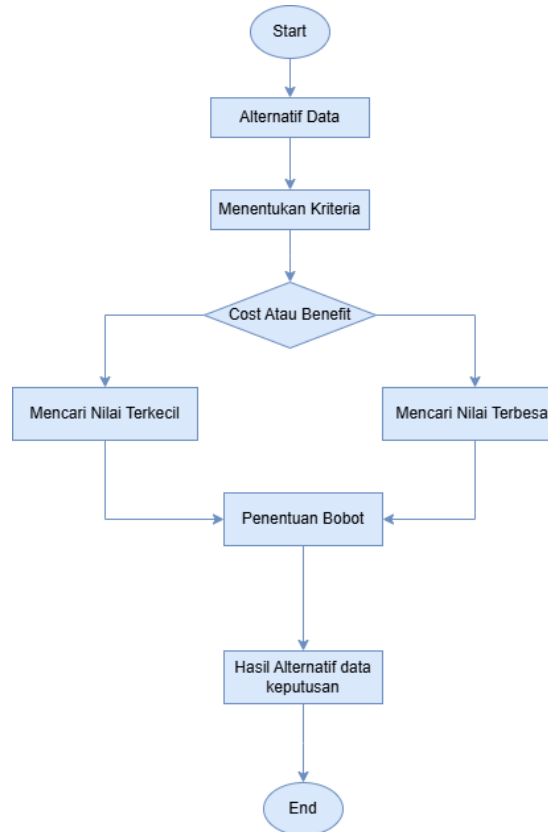 Start
Alternatif Data
Menentukan Kriteria
Cost Atau Benefit
Mencari Nilai Terkecil
Mencari Nilai Terbesa
Penentuan Bobot
Hasil Alternatif data
keputusan
End